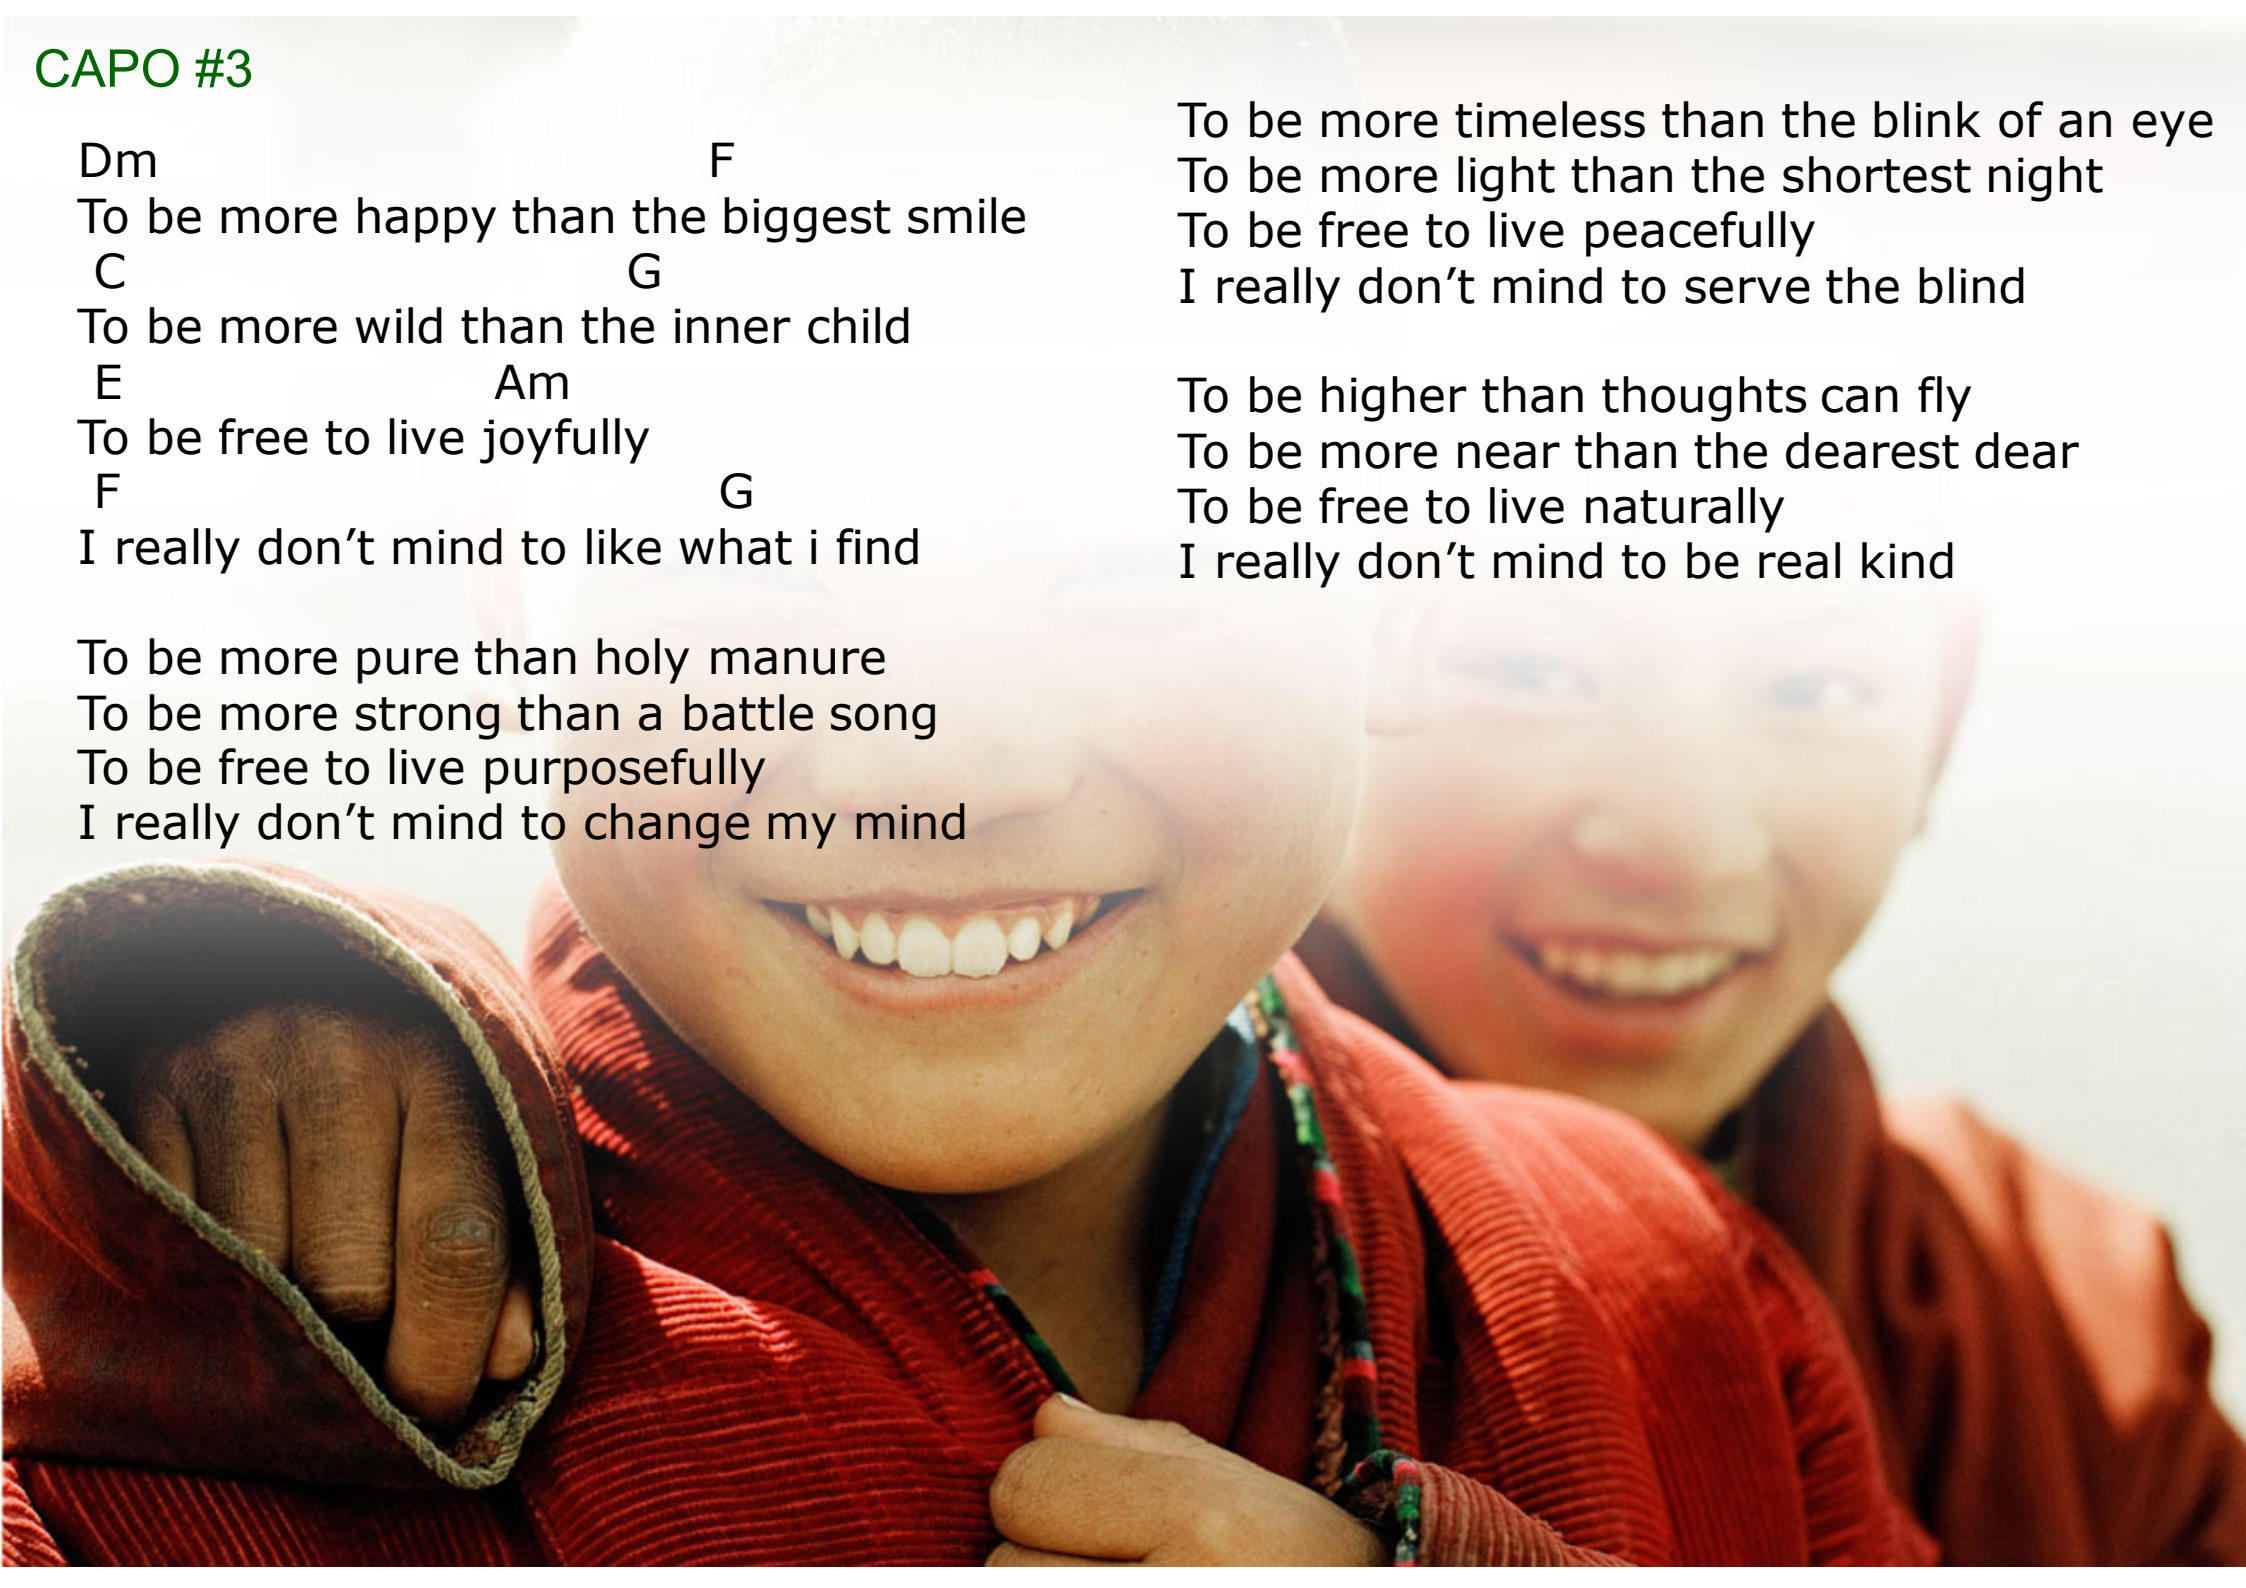 CAPO #3
Dm F
To be more happy than the biggest smile
C G
To be more wild than the inner child
E Am
To be free to live joyfully
F G
I really don’t mind to like what i find
To be more pure than holy manure
To be more strong than a battle song
To be free to live purposefully
I really don’t mind to change my mind
To be more timeless than the blink of an eye
To be more light than the shortest night
To be free to live peacefully
I really don’t mind to serve the blind
To be higher than thoughts can fly
To be more near than the dearest dear
To be free to live naturally
I really don’t mind to be real kind